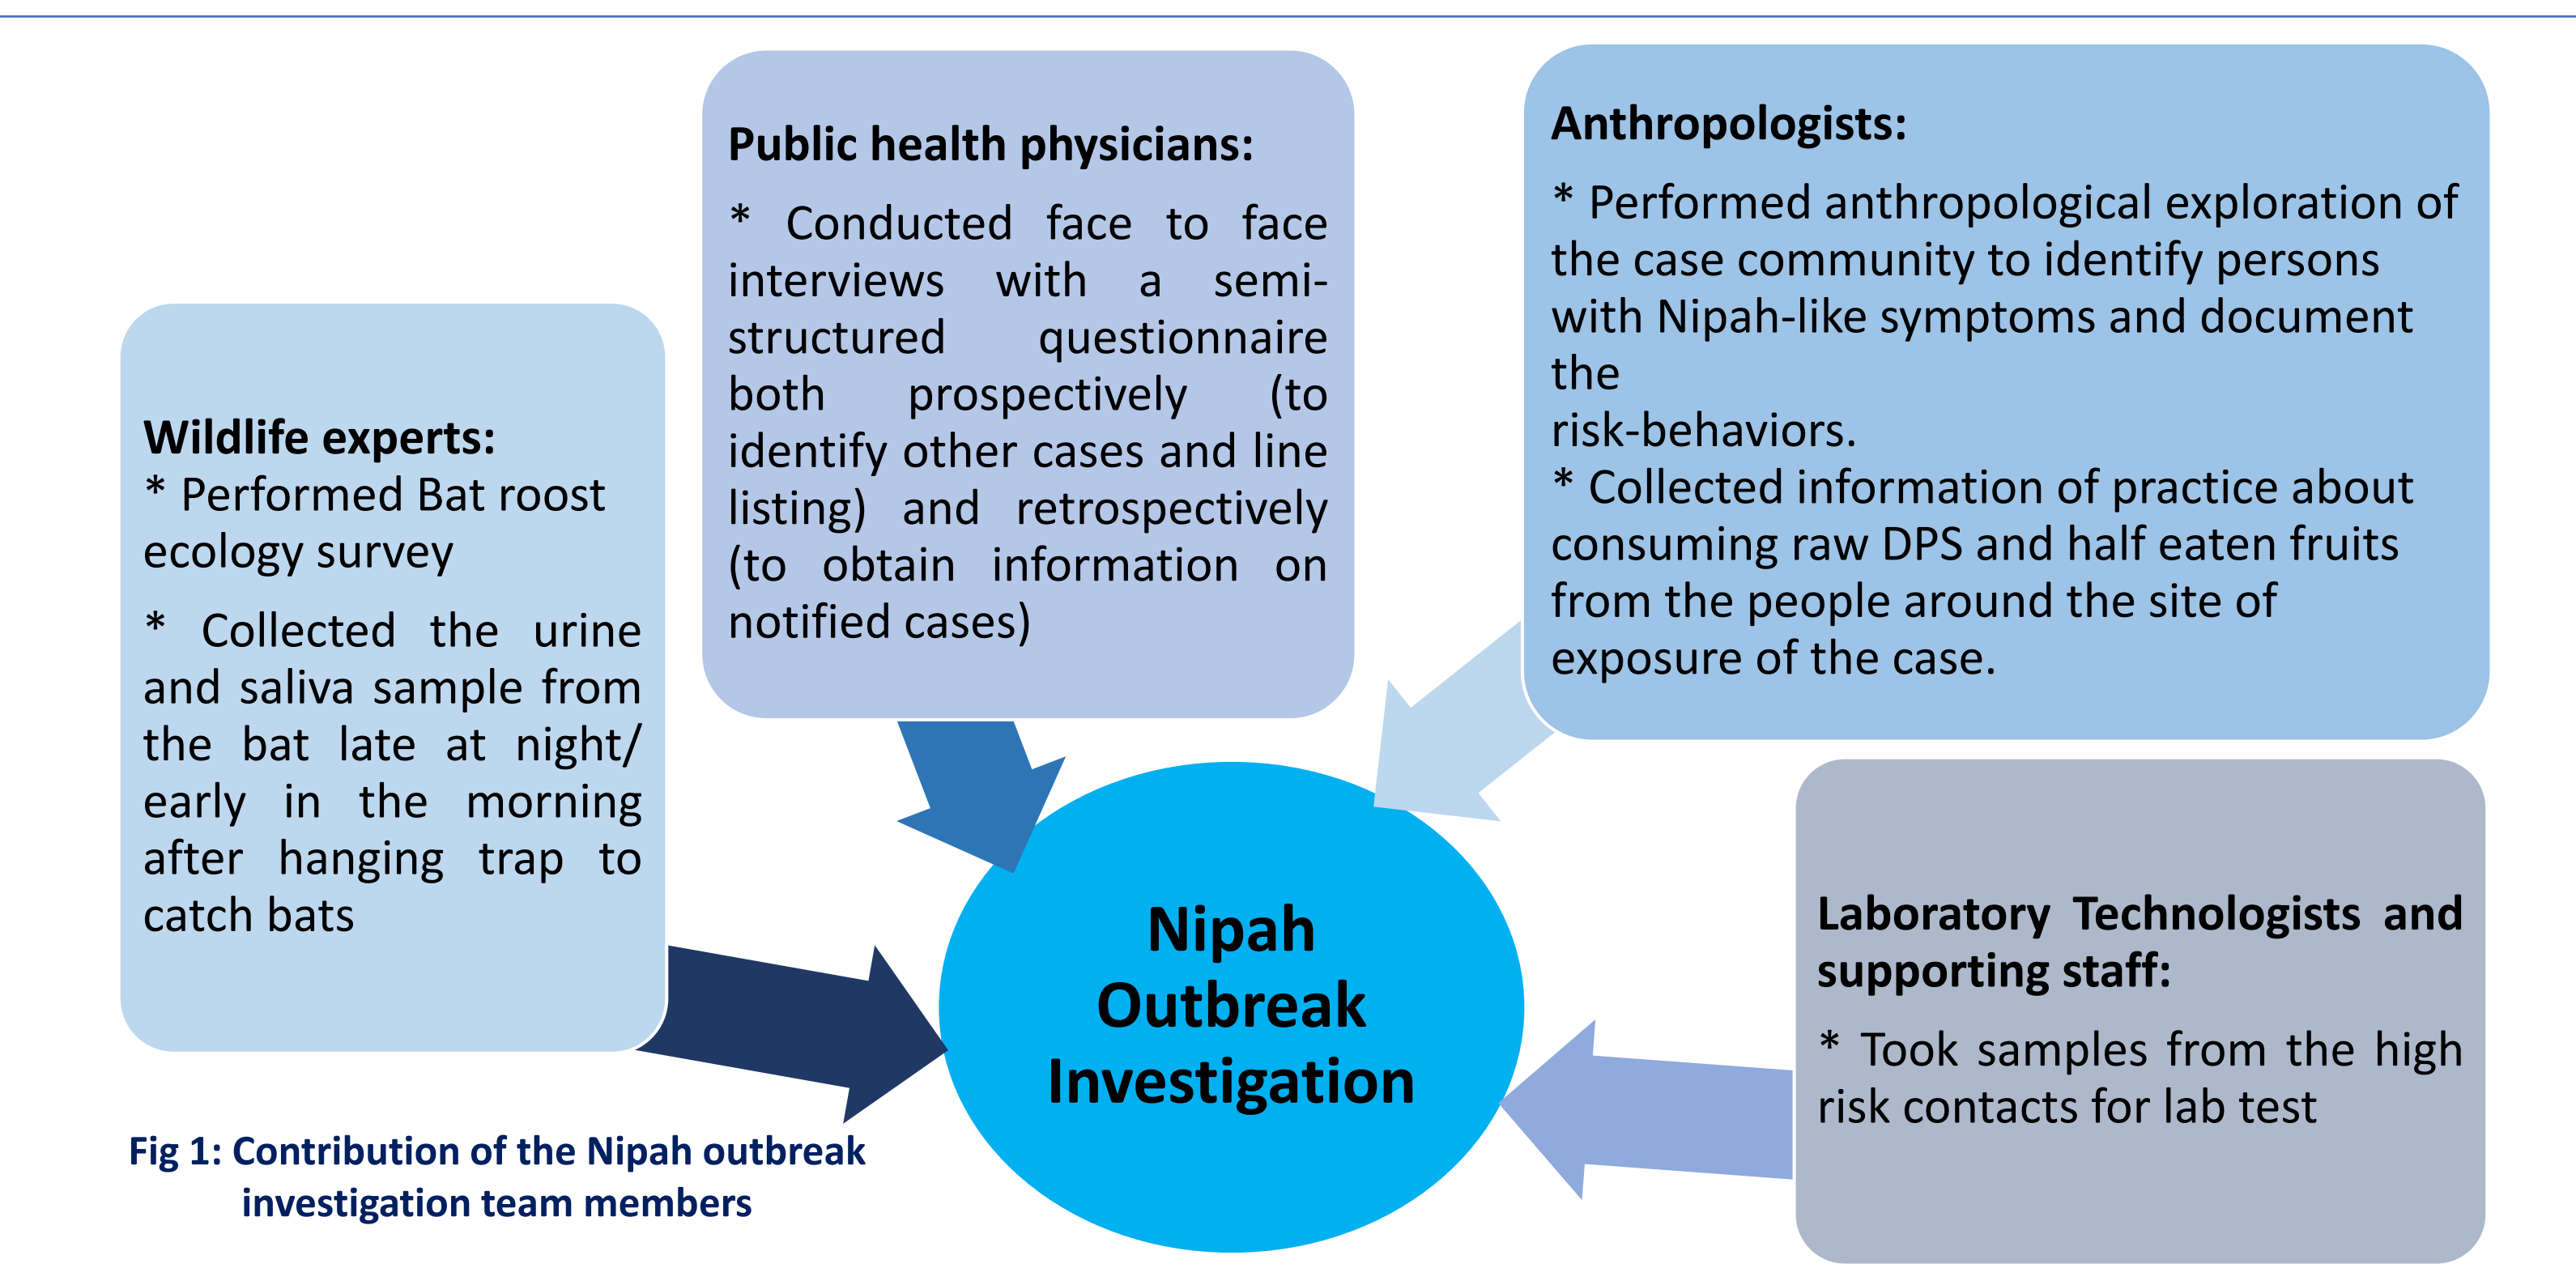 Public health physicians:
* Conducted face to face
interviews with a semi-
structured questionnaire
both prospectively (to
identify other cases and line
listing) and retrospectively
(to obtain information on
notified cases)
Anthropologists:
* Performed anthropological exploration of
the case community to identify persons
with Nipah-like symptoms and document
the
risk-behaviors.
* Collected information of practice about
consuming raw DPS and half eaten fruits
from the people around the site of
exposure of the case.
Wildlife experts:
* Performed Bat roost
ecology survey
* Collected the urine
and saliva sample from
the bat late at night/
early in the morning
after hanging trap to
catch bats
Nipah
Outbreak
Investigation
Laboratory Technologists and
supporting staff:
* Took samples from the high
risk contacts for lab test
Fig 1: Contribution of the Nipah outbreak
investigation team members